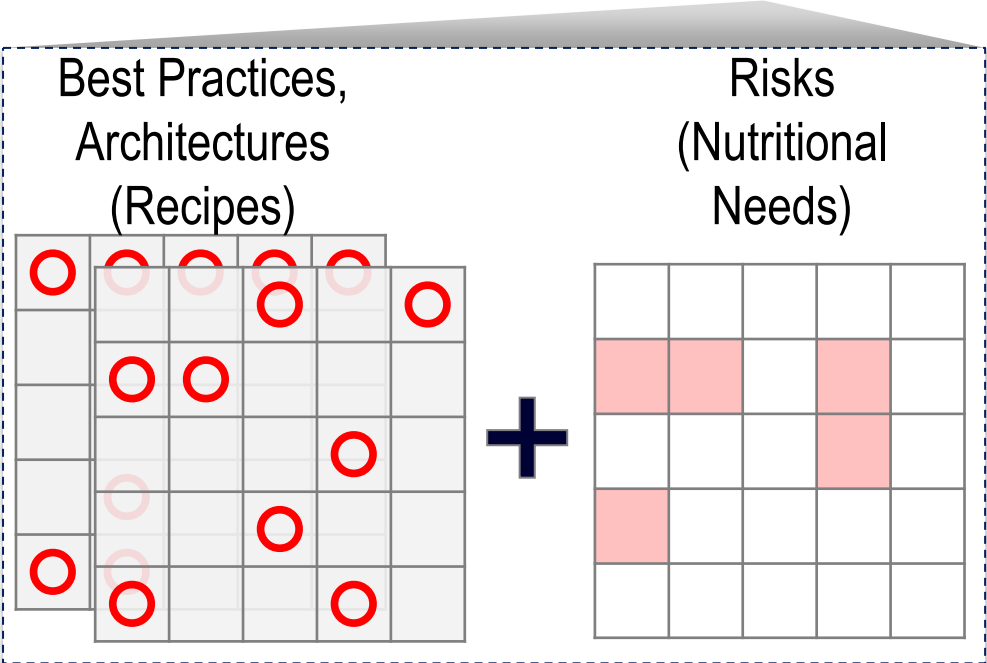 Best Practices,
Architectures
(Recipes)
Risks
(Nutritional
Needs)